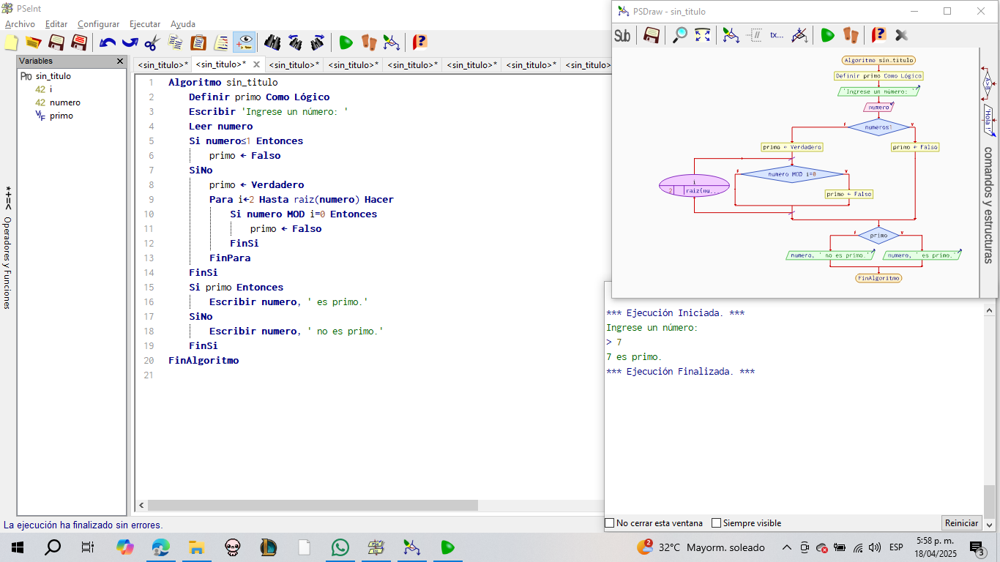 PSeInt
Archivo Editar Configurar Ejecutar Ayuda
Variables
sin_titulo
42 i
42 numero
V/F primo
*+=< Operadores y Funciones
<sin_titulo>* <sin_titulo>* <sin_titulo>* <sin_titulo>* <sin_titulo>* <sin_titulo>* <sin_titulo>* <sin_titulo>
1 Algoritmo sin_titulo
2 Definir primo Como Lógico
3 Escribir 'Ingrese un número: '
4 Leer numero
5 Si numero≤1 Entonces
6 primo ← Falso
7 SiNo
8 primo ← Verdadero
9 Para i←2 Hasta raiz(numero) Hacer
10 Si numero MOD i=0 Entonces
11 primo ← Falso
12 FinSi
13 FinPara
14 FinSi
15 Si primo Entonces
16 Escribir numero, ' es primo.'
17 SiNo
18 Escribir numero, ' no es primo.'
19 FinSi
20 FinAlgoritmo
21
La ejecución ha finalizado sin errores.
PSDraw - sin_titulo
Sub tx...
Algoritmo sin_titulo
Definir primo Como Lógico
'Ingrese un número: '
numero
numero≤1
F V
primo ← Verdadero
primo ← Falso
i
2 raiz(nu...
numero MOD i=0
F V
primo ← Falso
primo
F V
numero, ' no es primo.'
numero, ' es primo.'
FinAlgoritmo
A>B
'Hola !'
comandos y estructuras
*** Ejecución Iniciada. ***
Ingrese un número:
> 7
7 es primo.
*** Ejecución Finalizada. ***
No cerrar esta ventana Siempre visible Reiniciar
2 32°C Mayorm. soleado ESP 5:58 p. m.
18/04/2025 3